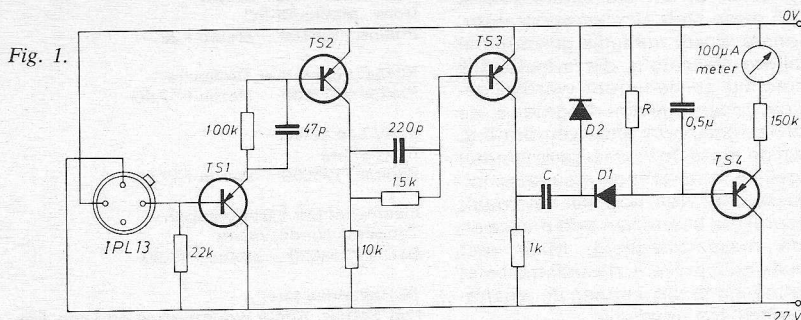 Fig. 1.
0V
TS2
TS3
100µA
meter
100k
47p
220p
D2
R
0,5µ
150k
TS1
15k
C
D1
TS4
IPL13
22k
10k
1k
-27V